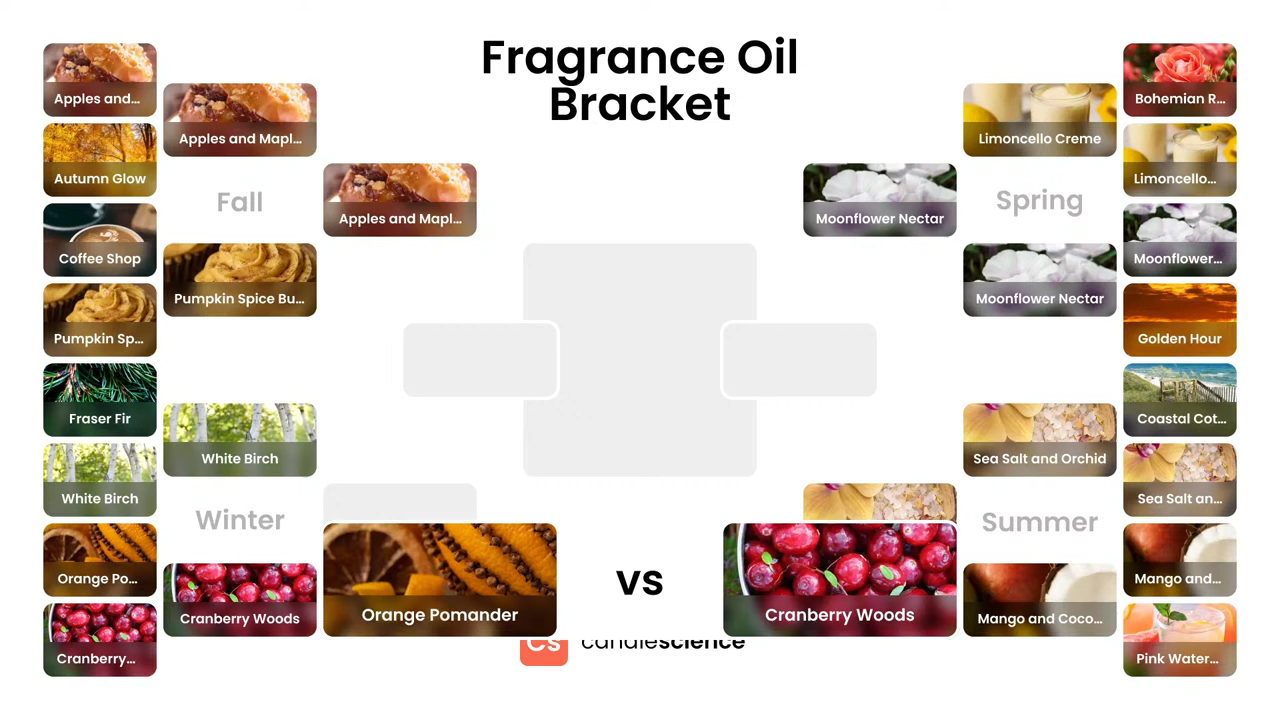 Fragrance Oil
Bracket
Apples and...
Autumn Glow
Coffee Shop
Pumpkin Sp...
Fraser Fir
White Birch
Orange Po...
Cranberry...
Apples and Mapl...
Fall
Pumpkin Spice Bu...
White Birch
Winter
Cranberry Woods
Apples and Mapl...
Orange Pomander
vs
Cranberry Woods
Cs candlescience
Moonflower Nectar
Limoncello Creme
Spring
Moonflower Nectar
Sea Salt and Orchid
Summer
Mango and Coco...
Bohemian R...
Limoncello...
Moonflower...
Golden Hour
Coastal Cot...
Sea Salt an...
Mango and...
Pink Water...